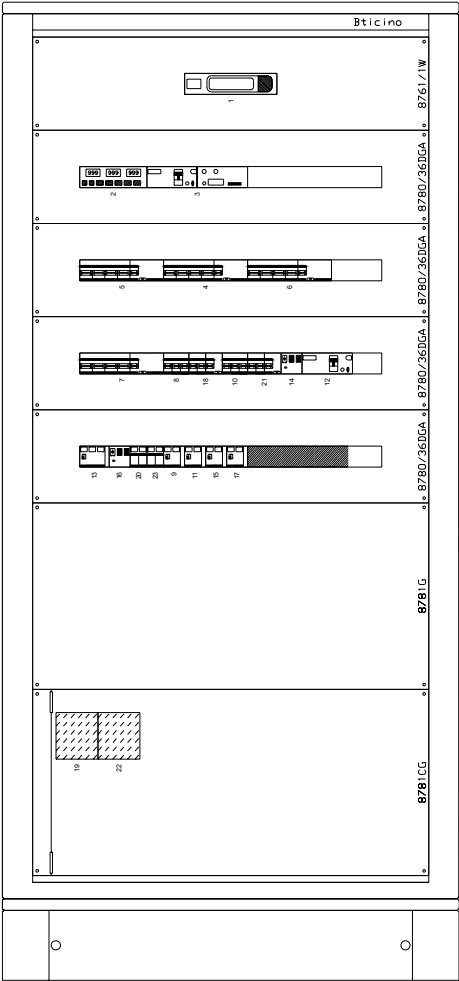 Bticino
8761/1W
1
8780/36DGA
999 999 999
2 3
8780/36DGA
5 4 6
8780/36DGA
7 8 18 10 21 14 12
8780/36DGA
13 16 20 23 9 11 15 17
8781G
8781CG
19 22